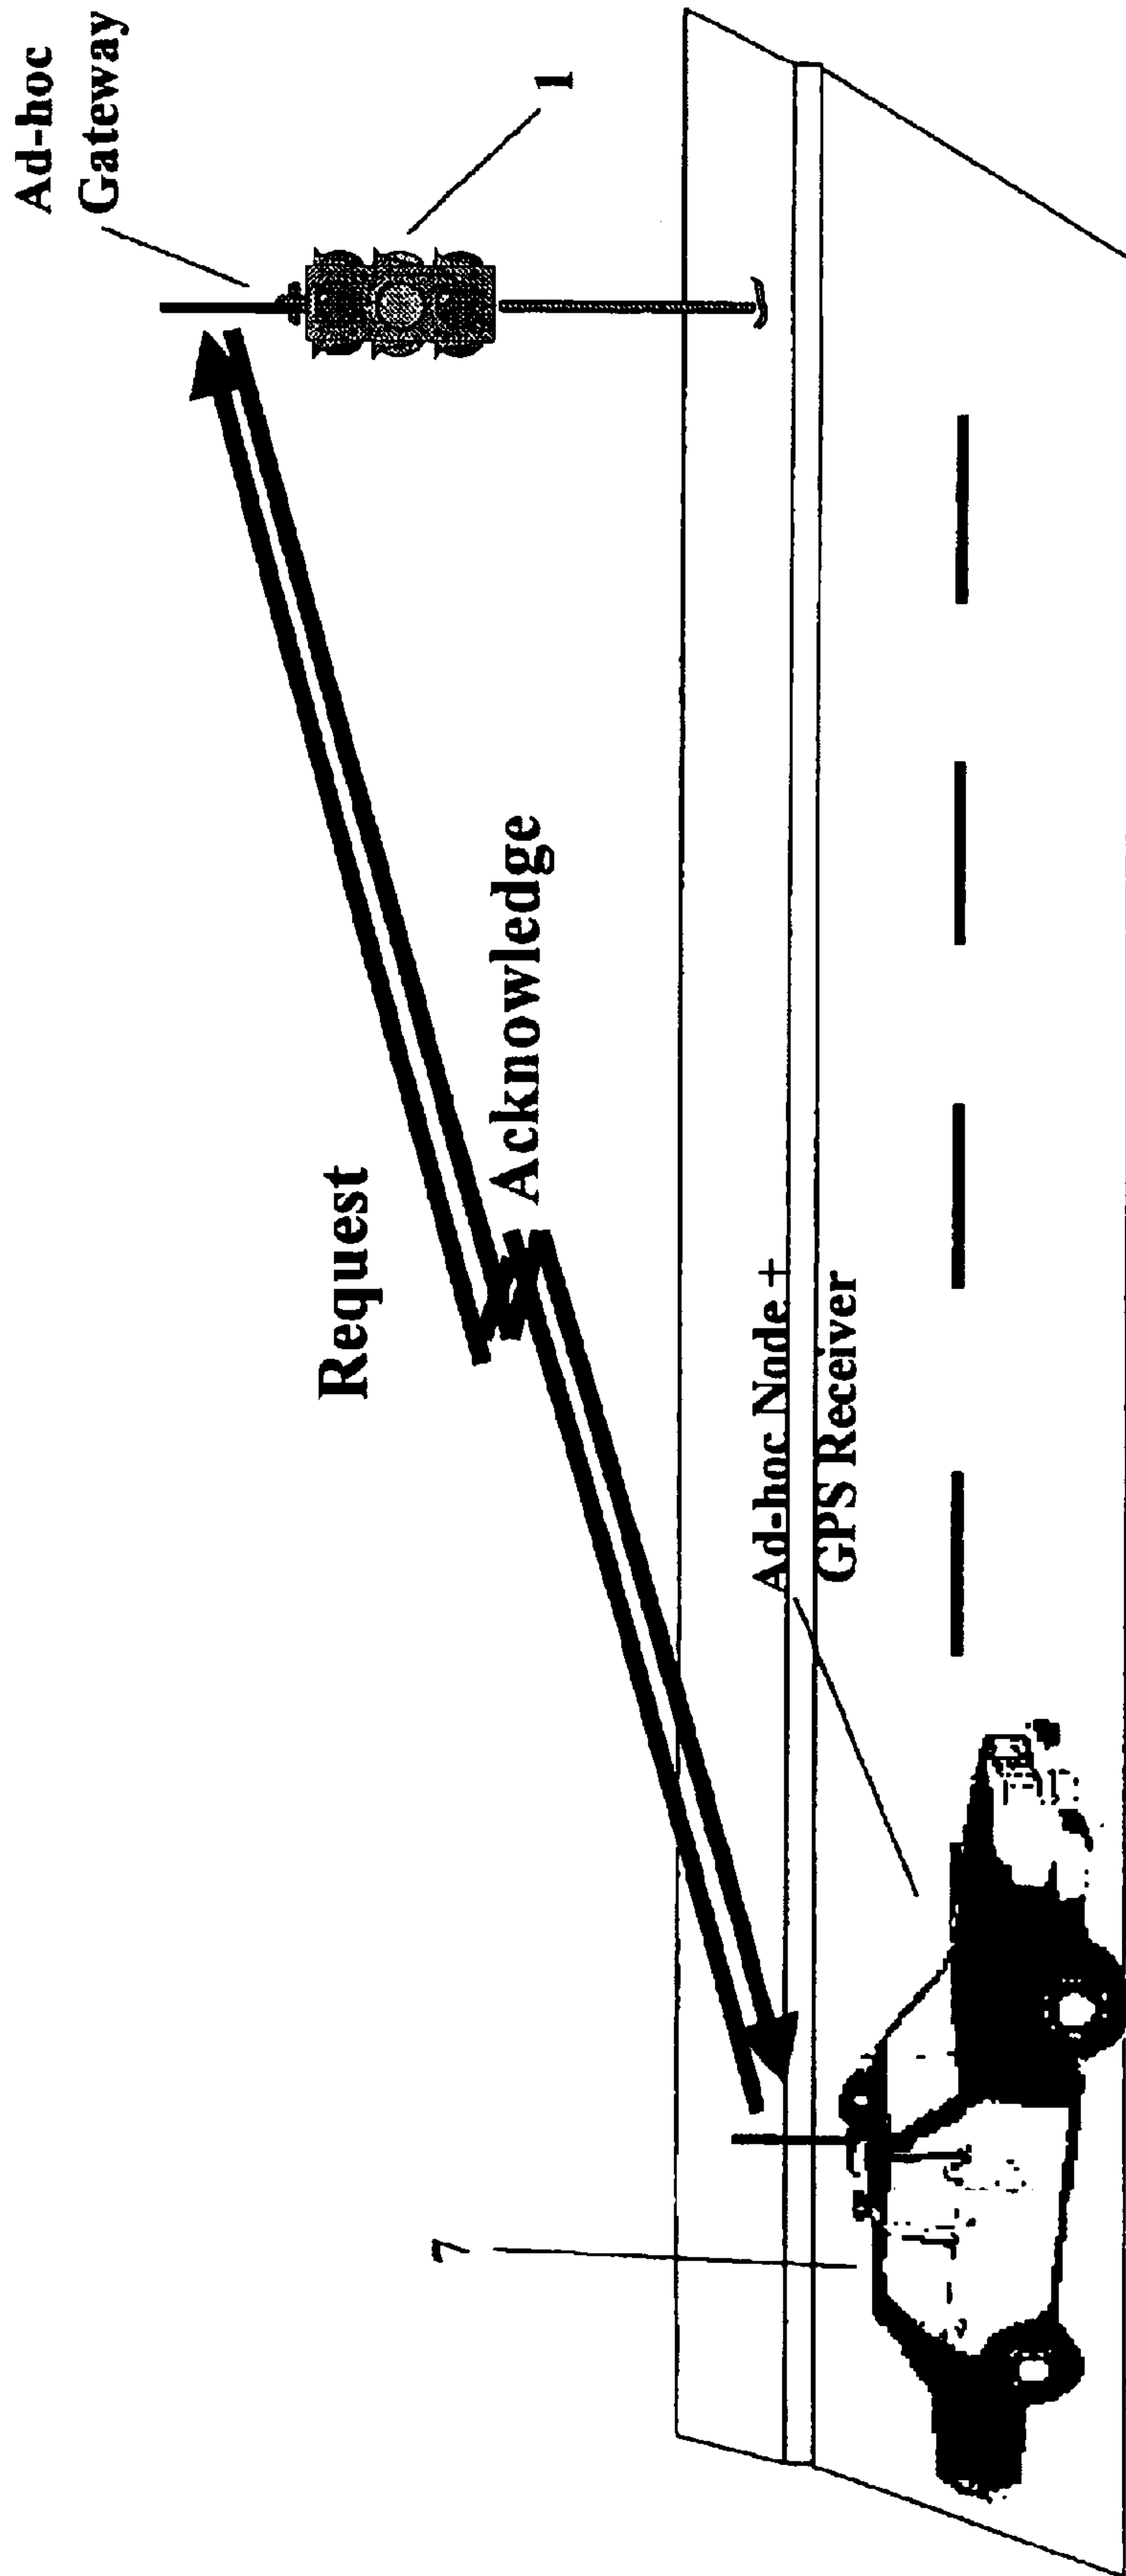 Ad-hoc
Gateway
1
Request
Acknowledge
Ad-hoc Node +
GPS Receiver
7